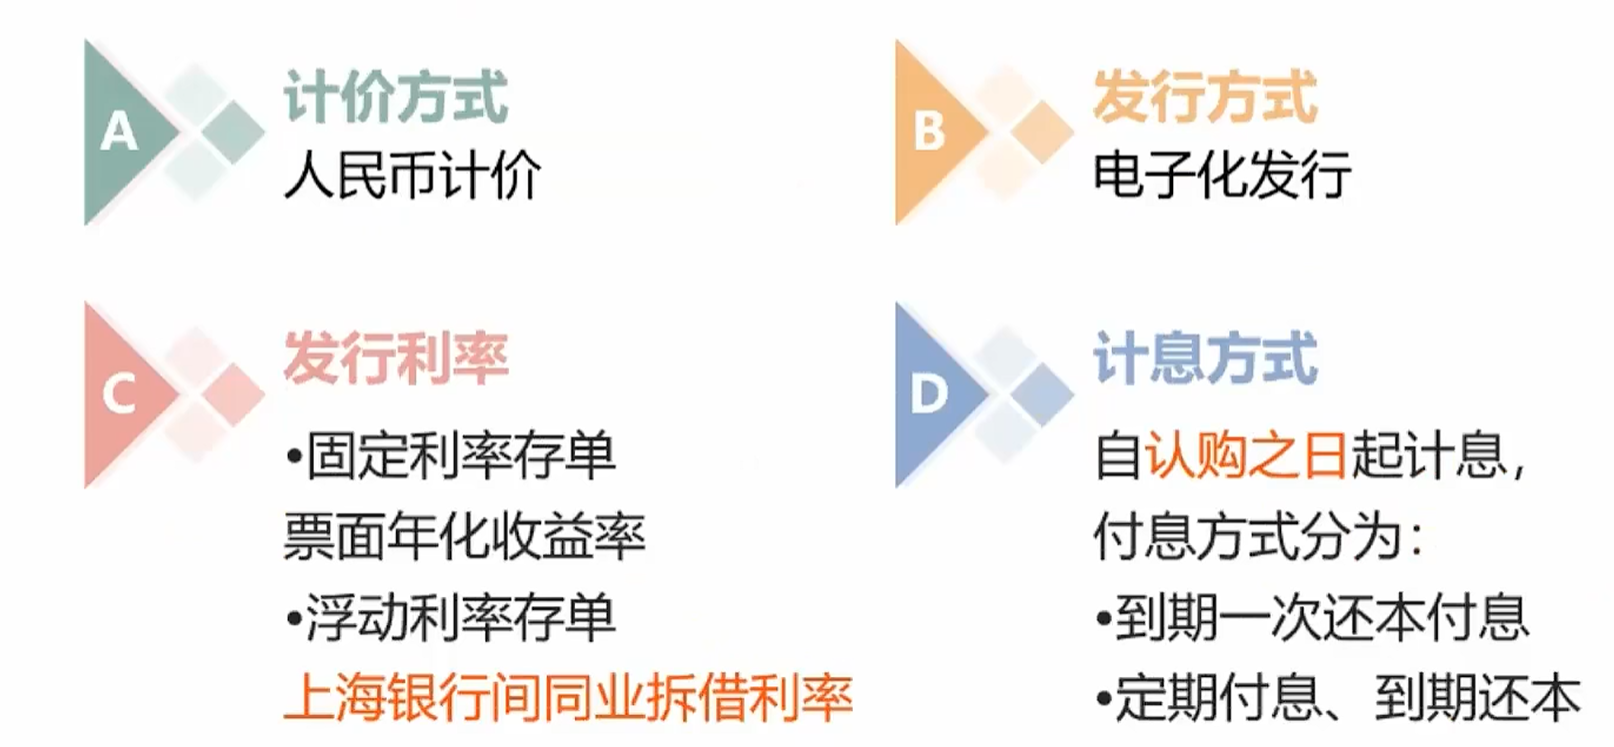 A
计价方式
人民币计价
B
发行方式
电子化发行
C
发行利率
•固定利率存单
票面年化收益率
•浮动利率存单
上海银行间同业拆借利率
D
计息方式
自认购之日起计息，
付息方式分为：
•到期一次还本付息
•定期付息、到期还本